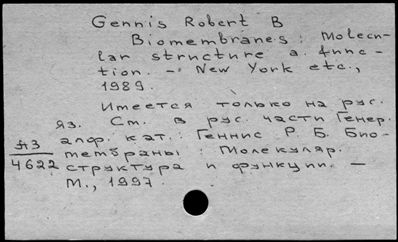 Gennis Robert B
Biomembranes: Molecu-
lar structure a. func-
tion. - New York etc.,
1989.
Имеется только на рус.
яз. См. в рус. части Генер.
алф. кат.: Геннис Р. Б. Био-
мембраны: Молекуляр.
структура и функции. -
М., 1997.
Л3
4622